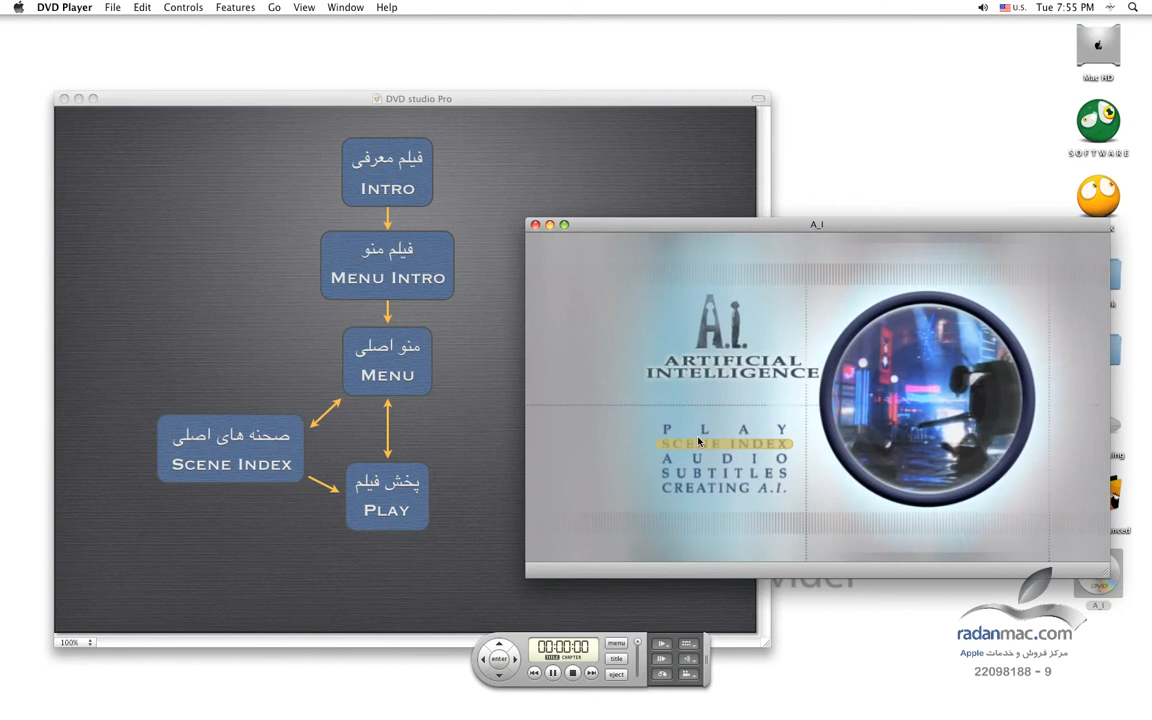 DVD Player File Edit Controls Features Go View Window Help
U.S. Tue 7:55 PM
Mac HD
SOFTWARE
DVD studio Pro
فیلم معرفی
INTRO
فیلم منو
MENU INTRO
منو اصلی
MENU
صحنه های اصلی
SCENE INDEX
پخش فیلم
PLAY
100%
A_I
A.I.
ARTIFICIAL
INTELLIGENCE
PLAY
SCENE INDEX
AUDIO
SUBTITLES
CREATING A.I.
enter
00:00:00
TITLE CHAPTER
menu
title
eject
DVD
A_I
radanmac.com
مرکز فروش و خدمات Apple
22098188 - 9